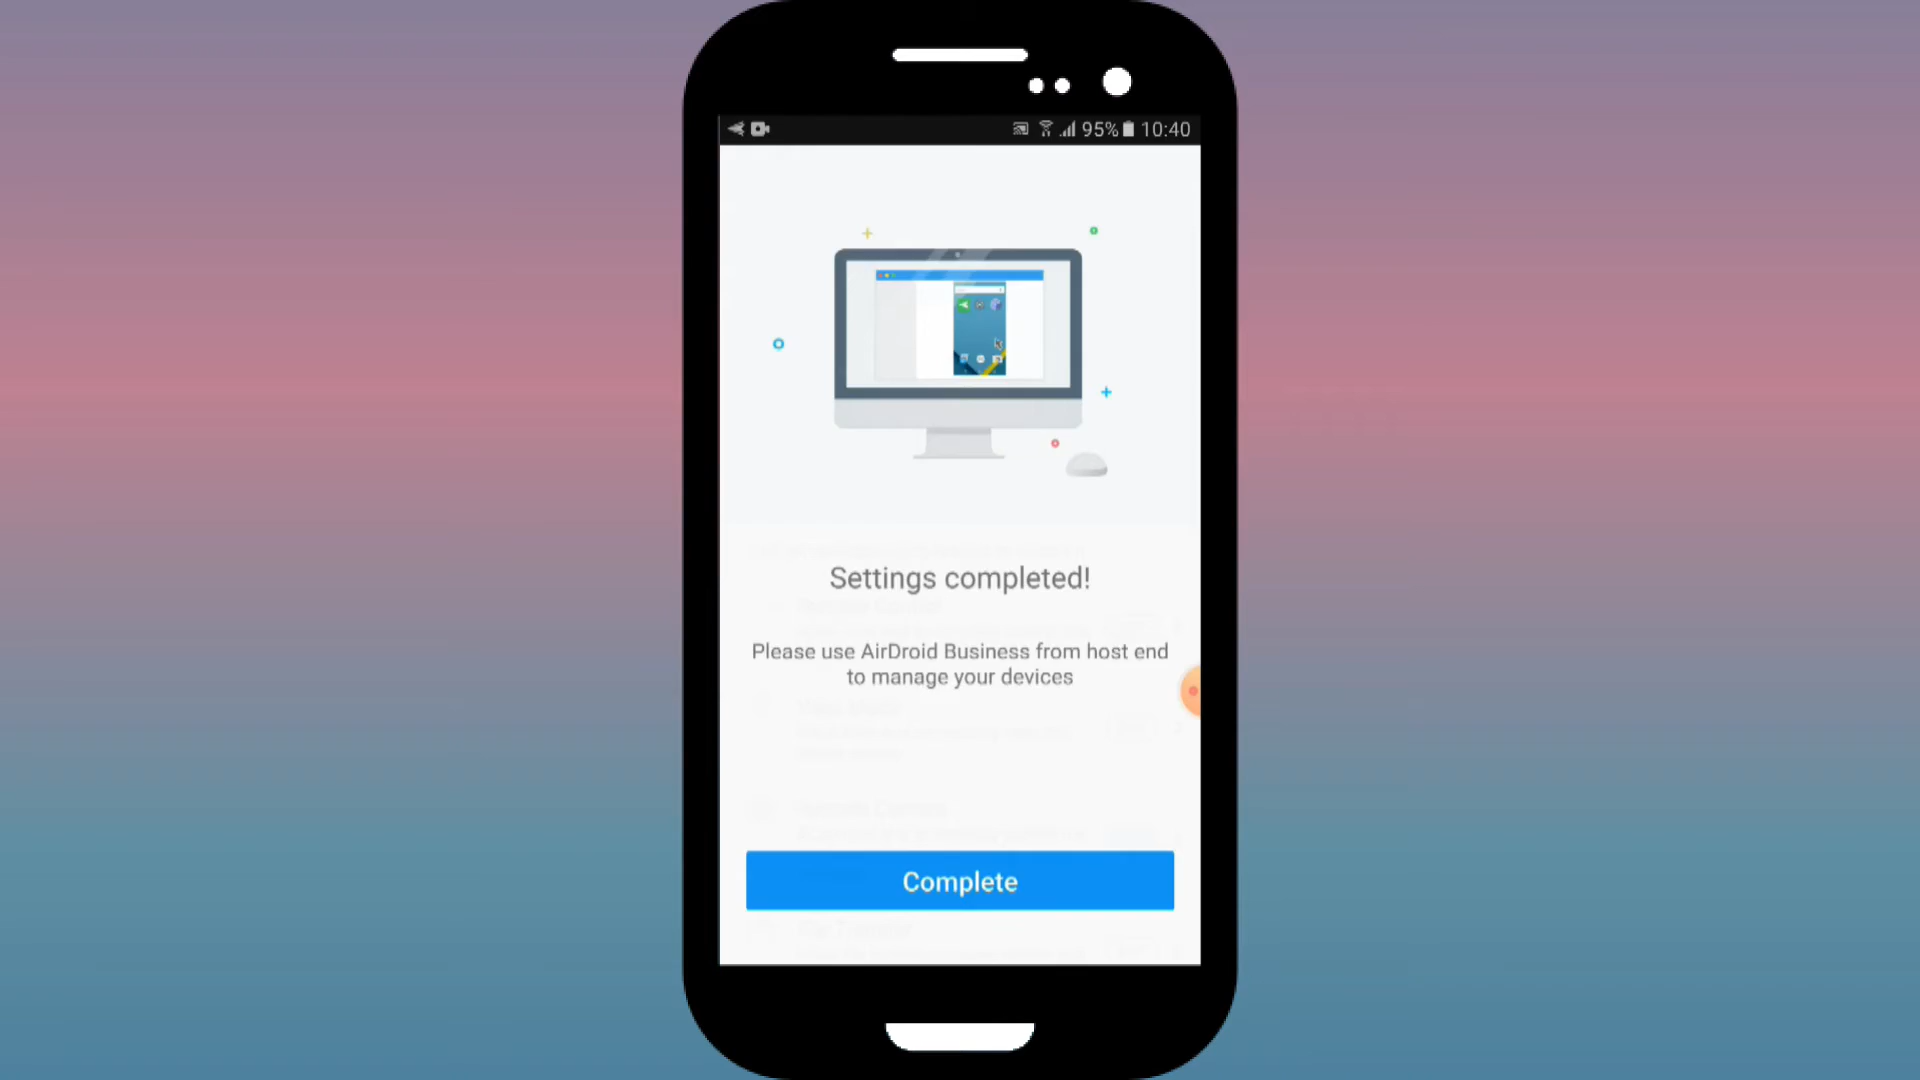 95% 10:40
Settings completed!
Please use AirDroid Business from host end
to manage your devices
Complete